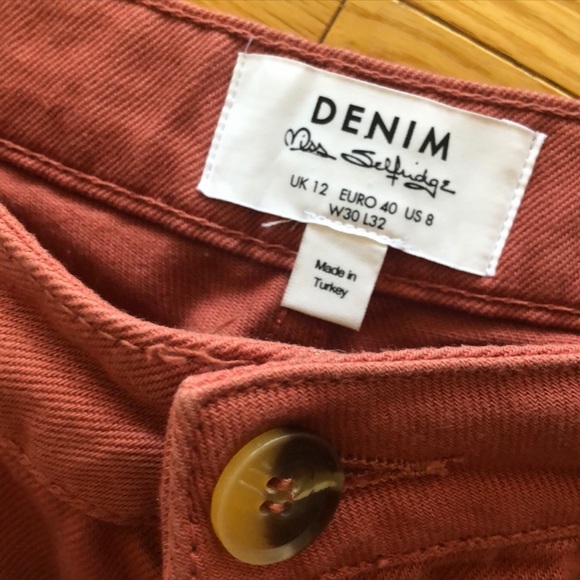 DENIM
Miss Selfridge
UK 12 EURO 40 US 8
W30 L32
Made in
Turkey